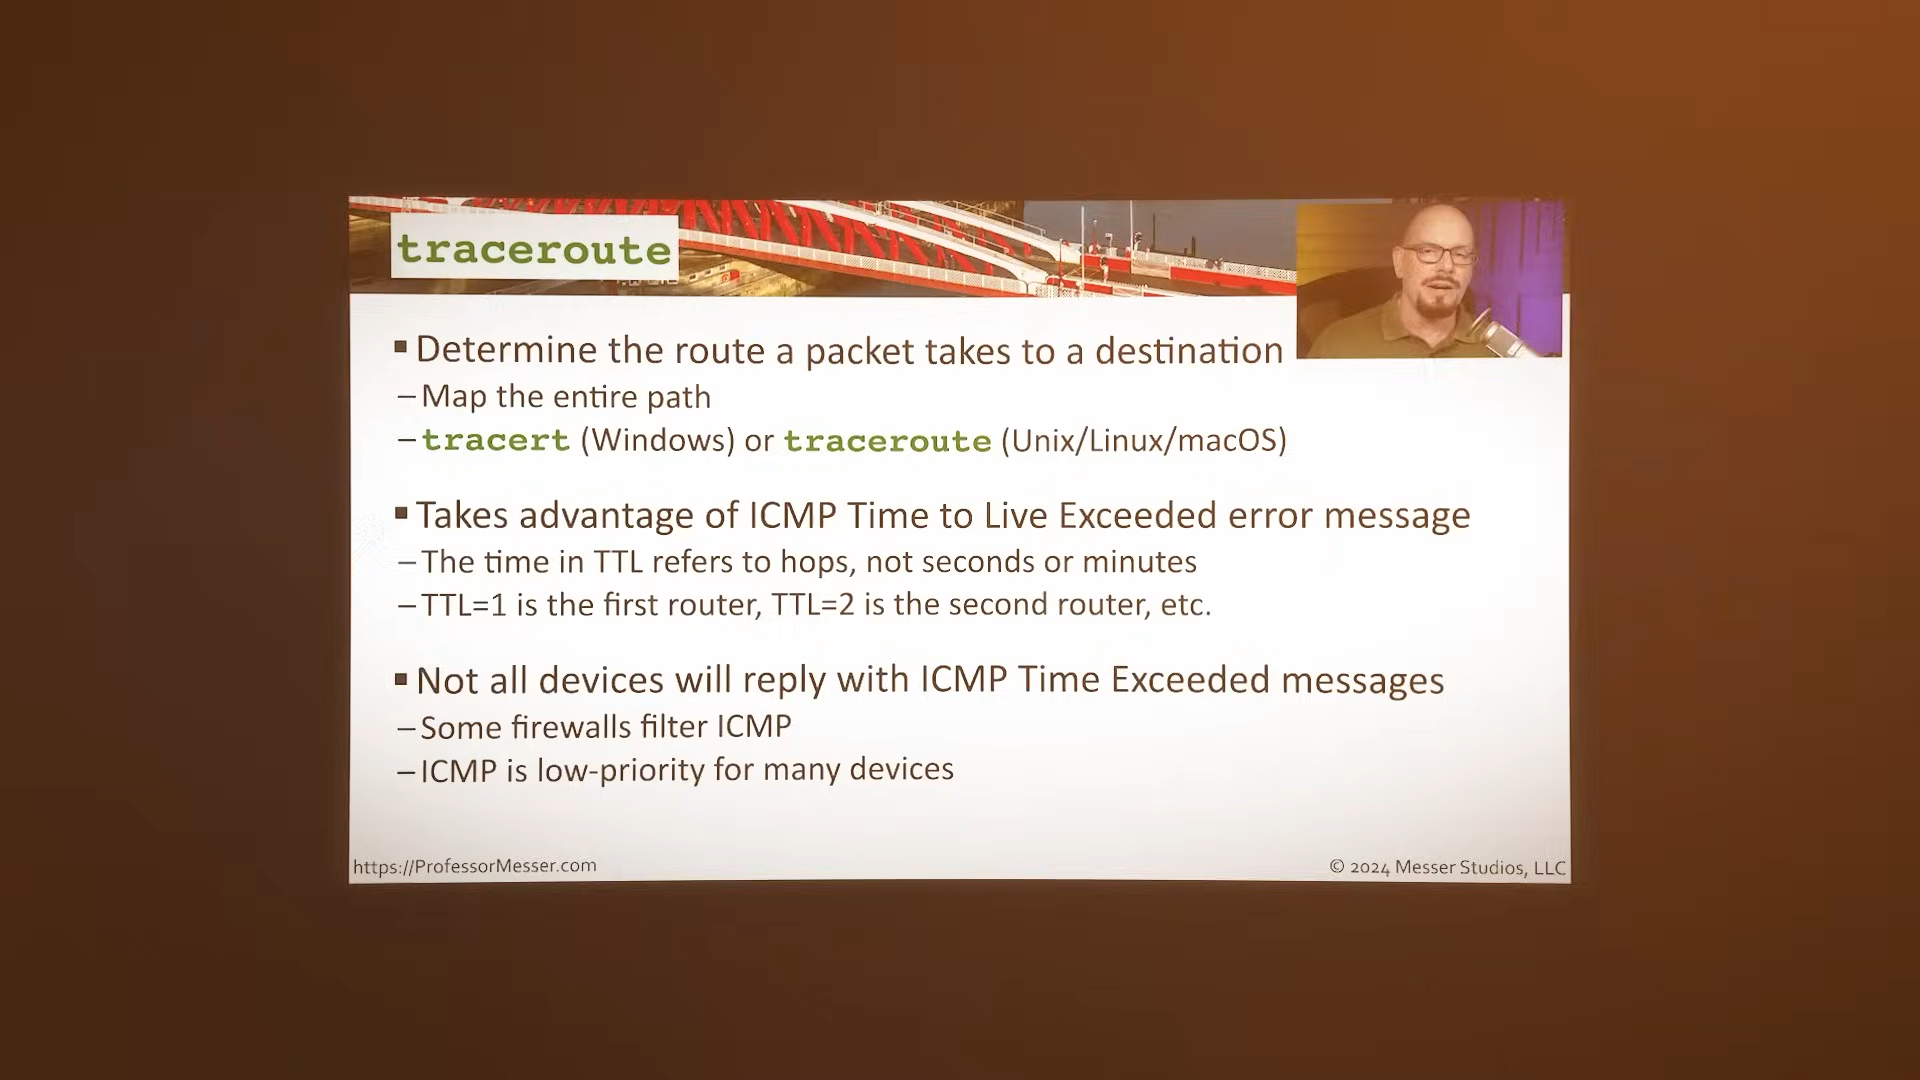 traceroute
▪ Determine the route a packet takes to a destination
– Map the entire path
– tracert (Windows) or traceroute (Unix/Linux/macOS)
▪ Takes advantage of ICMP Time to Live Exceeded error message
– The time in TTL refers to hops, not seconds or minutes
– TTL=1 is the first router, TTL=2 is the second router, etc.
▪ Not all devices will reply with ICMP Time Exceeded messages
– Some firewalls filter ICMP
– ICMP is low-priority for many devices
https://ProfessorMesser.com
© 2024 Messer Studios, LLC